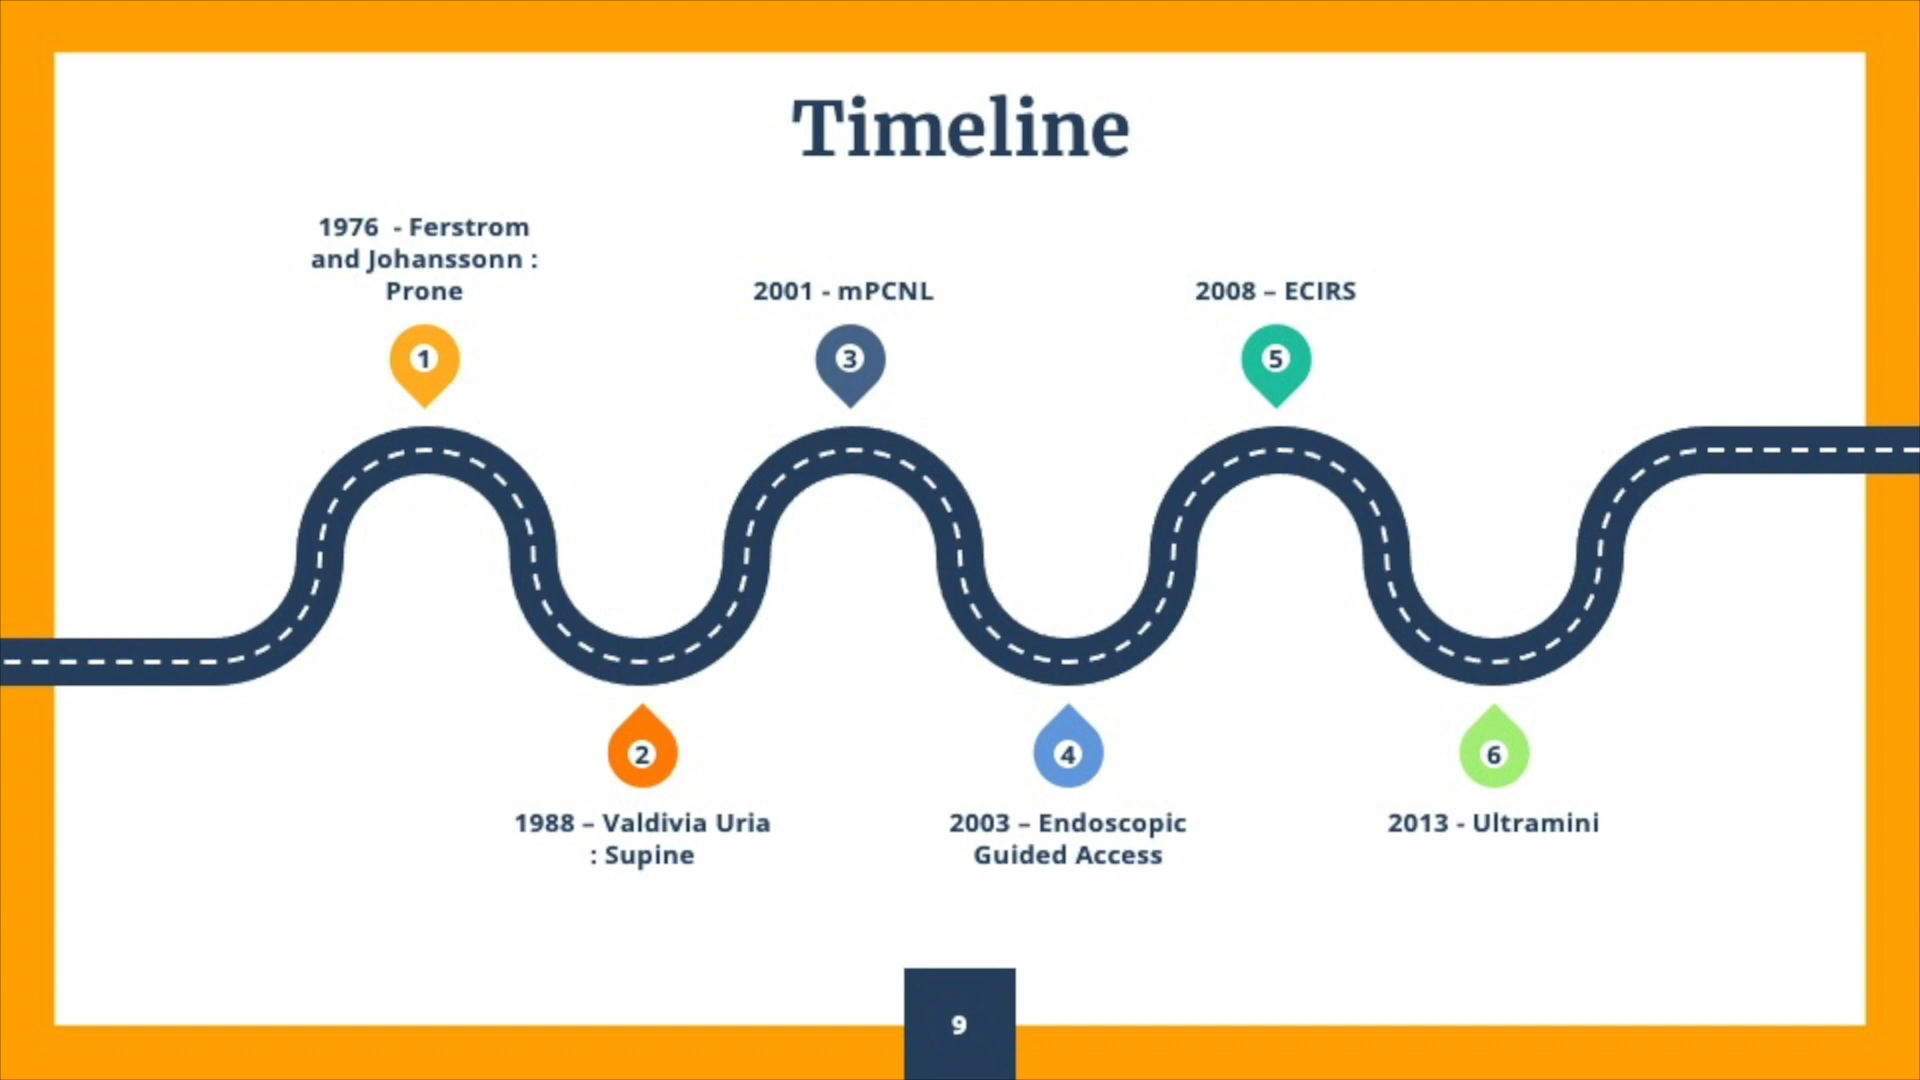 Timeline
1976  - Ferstrom
and Johanssonn :
Prone
2001 - mPCNL
2008 – ECIRS
1
3
5
2
4
6
1988 – Valdivia Uria
: Supine
2003 – Endoscopic
Guided Access
2013 - Ultramini
9